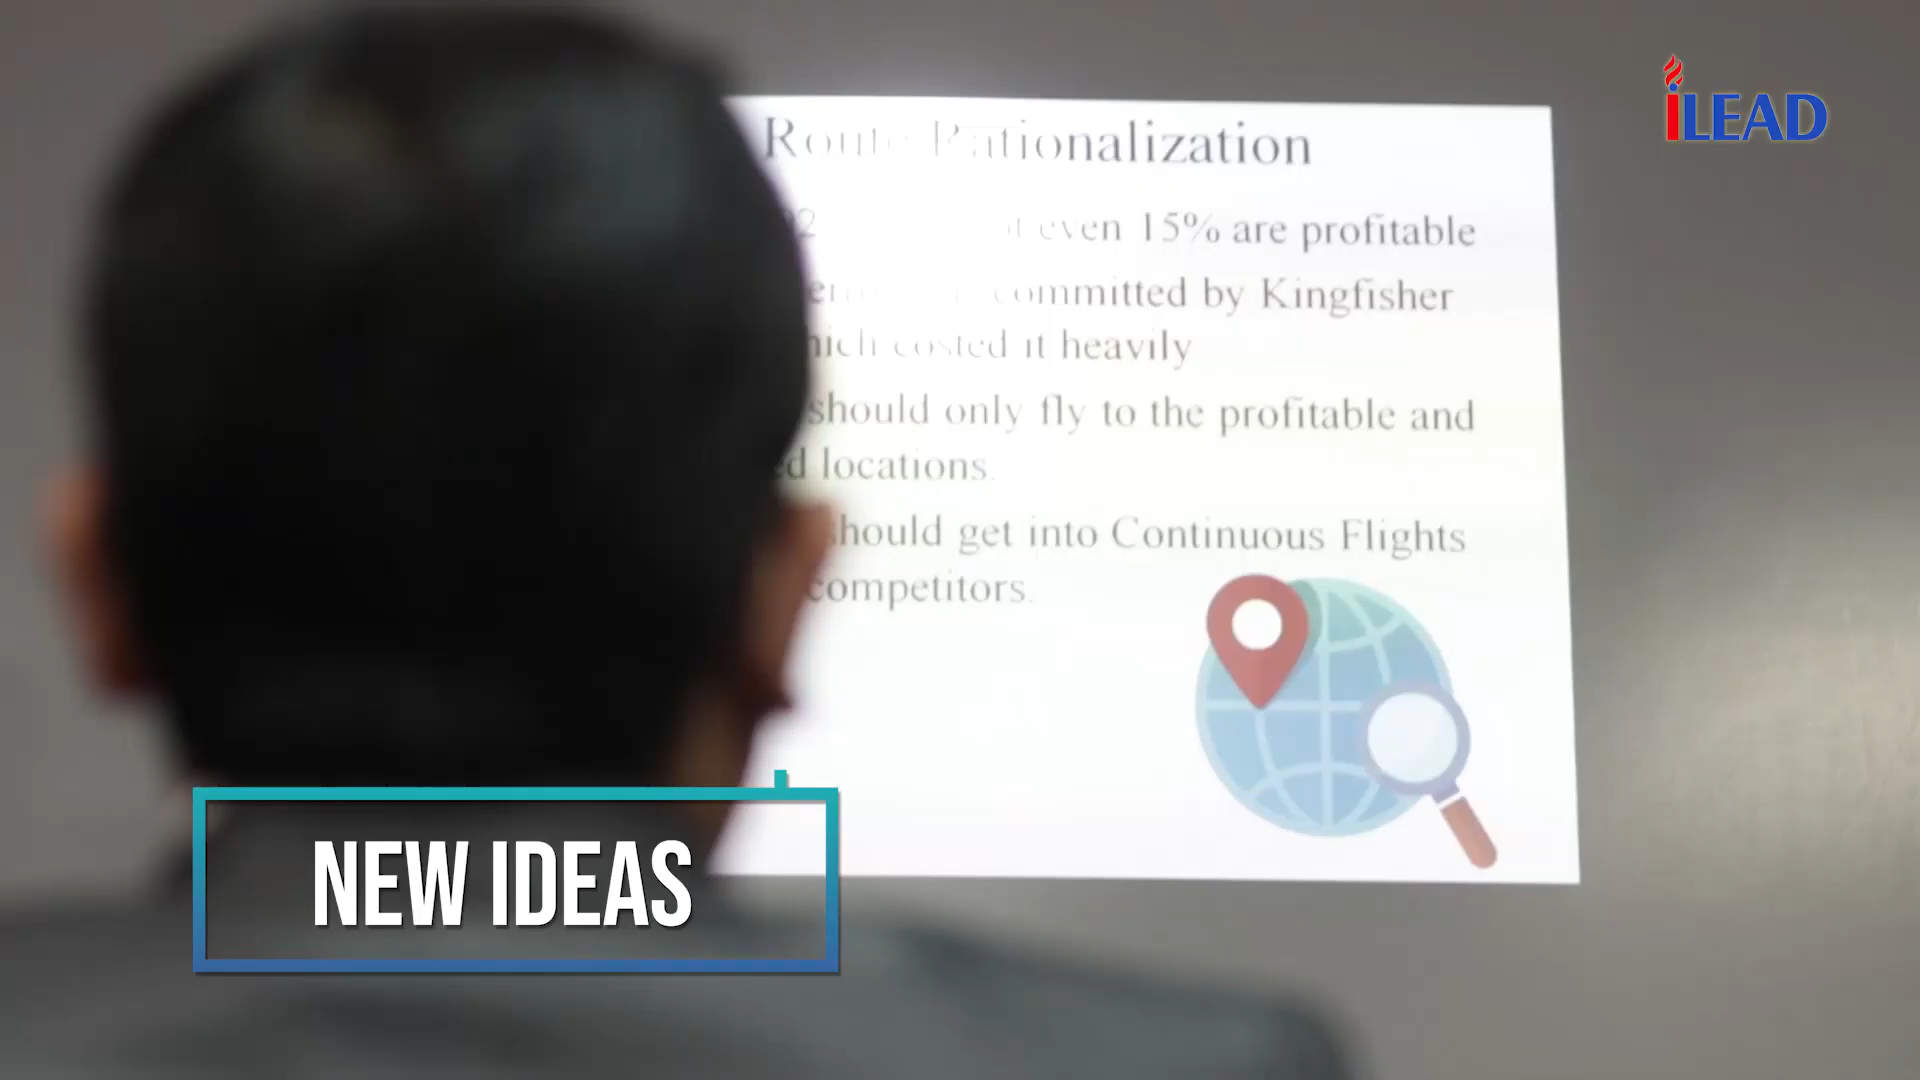 iLEAD
Route Rationalization
even 15% are profitable
committed by Kingfisher
costed it heavily
should only fly to the profitable and
locations.
should get into Continuous Flights
competitors.
NEW IDEAS